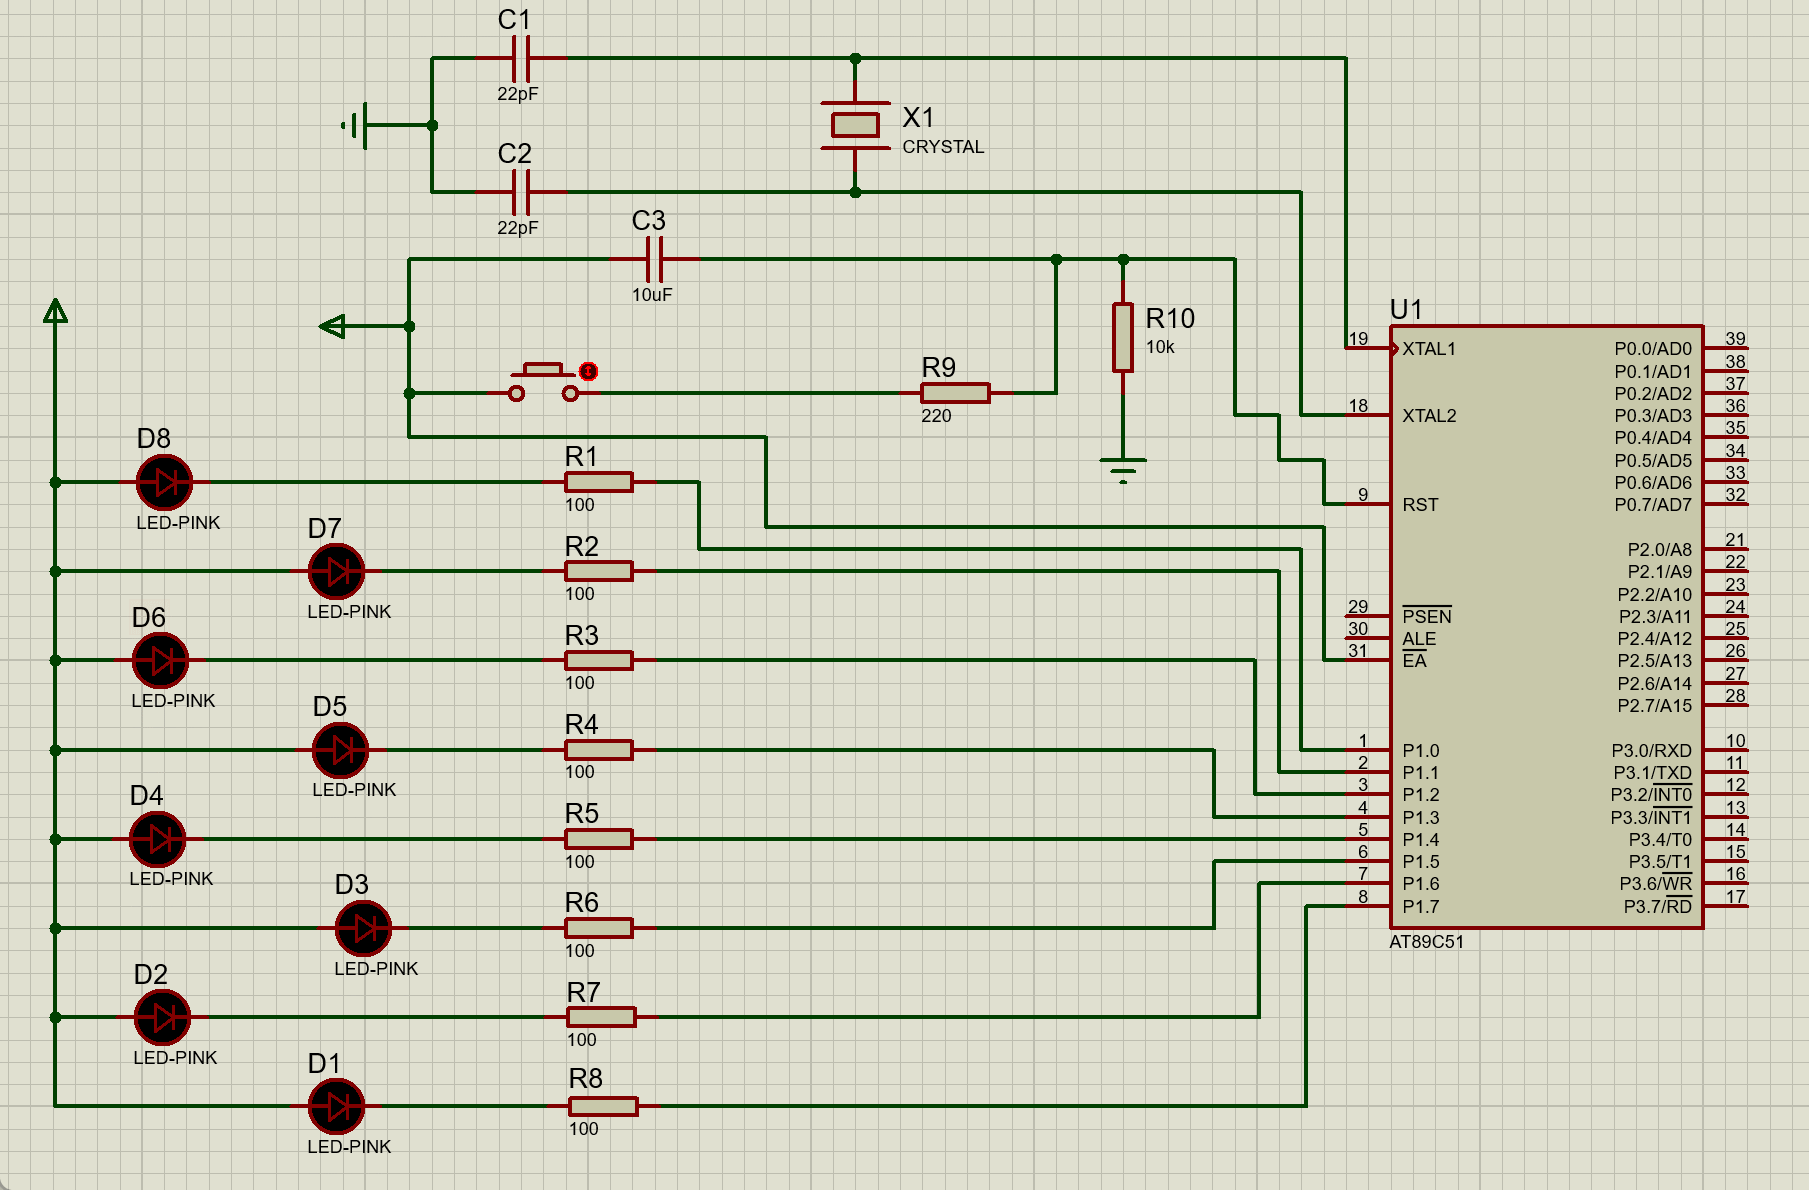 C1
22pF
X1
CRYSTAL
C2
22pF
C3
10uF
R10
10k
R9
220
U1
19 XTAL1
18 XTAL2
9 RST
29 PSEN
30 ALE
31 EA
1 P1.0
2 P1.1
3 P1.2
4 P1.3
5 P1.4
6 P1.5
7 P1.6
8 P1.7
P0.0/AD0 39
P0.1/AD1 38
P0.2/AD2 37
P0.3/AD3 36
P0.4/AD4 35
P0.5/AD5 34
P0.6/AD6 33
P0.7/AD7 32
P2.0/A8 21
P2.1/A9 22
P2.2/A10 23
P2.3/A11 24
P2.4/A12 25
P2.5/A13 26
P2.6/A14 27
P2.7/A15 28
P3.0/RXD 10
P3.1/TXD 11
P3.2/INT0 12
P3.3/INT1 13
P3.4/T0 14
P3.5/T1 15
P3.6/WR 16
P3.7/RD 17
AT89C51
D8
LED-PINK
R1
100
D7
LED-PINK
R2
100
D6
LED-PINK
R3
100
D5
LED-PINK
R4
100
D4
LED-PINK
R5
100
D3
LED-PINK
R6
100
D2
LED-PINK
R7
100
D1
LED-PINK
R8
100